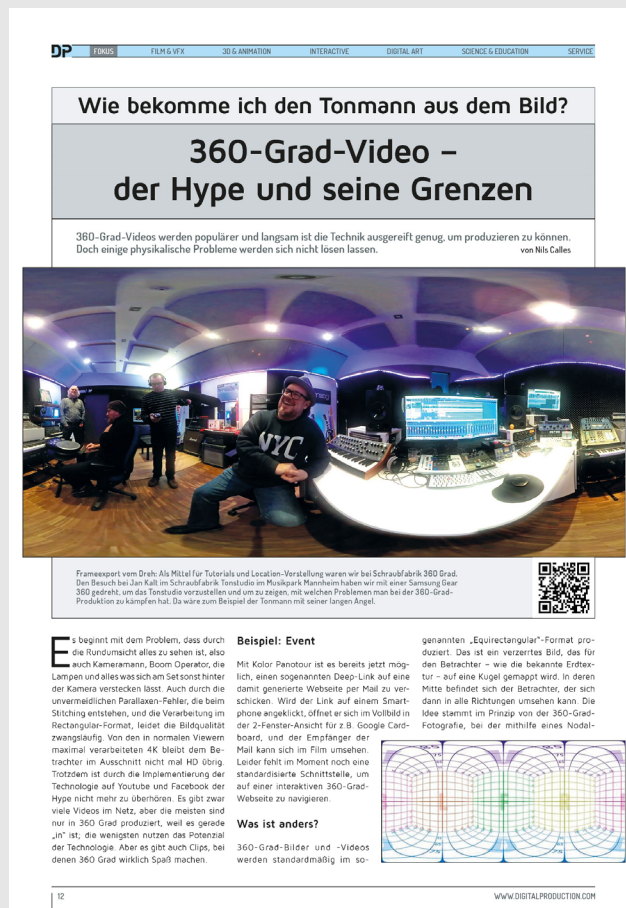 DP FOKUS FILM & VFX 3D & ANIMATION INTERACTIVE DIGITAL ART SCIENCE & EDUCATION SERVICE
Wie bekomme ich den Tonmann aus dem Bild?
360-Grad-Video –
der Hype und seine Grenzen
360-Grad-Videos werden populärer und langsam ist die Technik ausgereift genug, um produzieren zu können.
Doch einige physikalische Probleme werden sich nicht lösen lassen. von Nils Calles
NYC
Frameexport vom Dreh: Als Mittel für Tutorials und Location-Vorstellung waren wir bei Schraubfabrik 360 Grad.
Den Besuch bei Jan Kalt im Schraubfabrik Tonstudio im Musikpark Mannheim haben wir mit einer Samsung Gear
360 gedreht, um das Tonstudio vorzustellen und um zu zeigen, mit welchen Problemen man bei der 360-Grad-
Produktion zu kämpfen hat. Da wäre zum Beispiel der Tonmann mit seiner langen Angel.
Es beginnt mit dem Problem, dass durch
die Rundumsicht alles zu sehen ist, also
auch Kameramann, Boom Operator, die
Lampen und alles was sich am Set sonst hinter
der Kamera verstecken lässt. Auch durch die
unvermeidlichen Parallaxen-Fehler, die beim
Stitching entstehen, und die Verarbeitung im
Rectangular-Format, leidet die Bildqualität
zwangsläufig. Von den in normalen Viewern
maximal verarbeiteten 4K bleibt dem Be-
trachter im Ausschnitt nicht mal HD übrig.
Trotzdem ist durch die Implementierung der
Technologie auf Youtube und Facebook der
Hype nicht mehr zu überhören. Es gibt zwar
viele Videos im Netz, aber die meisten sind
nur in 360 Grad produziert, weil es gerade
„in“ ist; die wenigsten nutzen das Potenzial
der Technologie. Aber es gibt auch Clips, bei
denen 360 Grad wirklich Spaß machen.
Beispiel: Event
Mit Kolor Panotour ist es bereits jetzt mög-
lich, einen sogenannten Deep-Link auf eine
damit generierte Webseite per Mail zu ver-
schicken. Wird der Link auf einem Smart-
phone angeklickt, öffnet er sich im Vollbild in
der 2-Fenster-Ansicht für z.B. Google Card-
board, und der Empfänger der
Mail kann sich im Film umsehen.
Leider fehlt im Moment noch eine
standardisierte Schnittstelle, um
auf einer interaktiven 360-Grad-
Webseite zu navigieren.
Was ist anders?
360-Grad-Bilder und -Videos
werden standardmäßig im so-
genannten „Equirectangular“-Format pro-
duziert. Das ist ein verzerrtes Bild, das für
den Betrachter – wie die bekannte Erdtex-
tur – auf eine Kugel gemappt wird. In deren
Mitte befindet sich der Betrachter, der sich
dann in alle Richtungen umsehen kann. Die
Idee stammt im Prinzip von der 360-Grad-
Fotografie, bei der mithilfe eines Nodal-
12 WWW.DIGITALPRODUCTION.COM